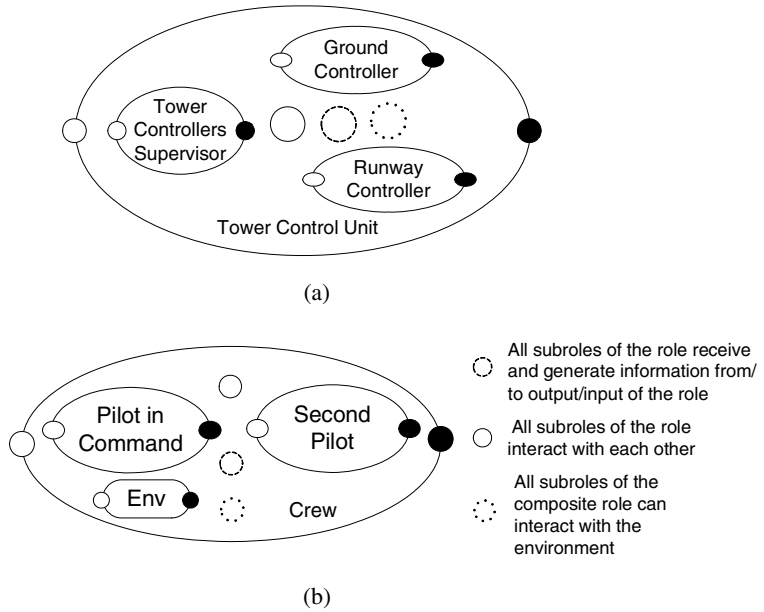 Ground
Controller
Tower
Controllers
Supervisor
Runway
Controller
Tower Control Unit
(a)
Pilot in
Command
Second
Pilot
Env
Crew
All subroles of the role receive
and generate information from/
to output/input of the role
All subroles of the role
interact with each other
All subroles of the
composite role can
interact with the
environment
(b)